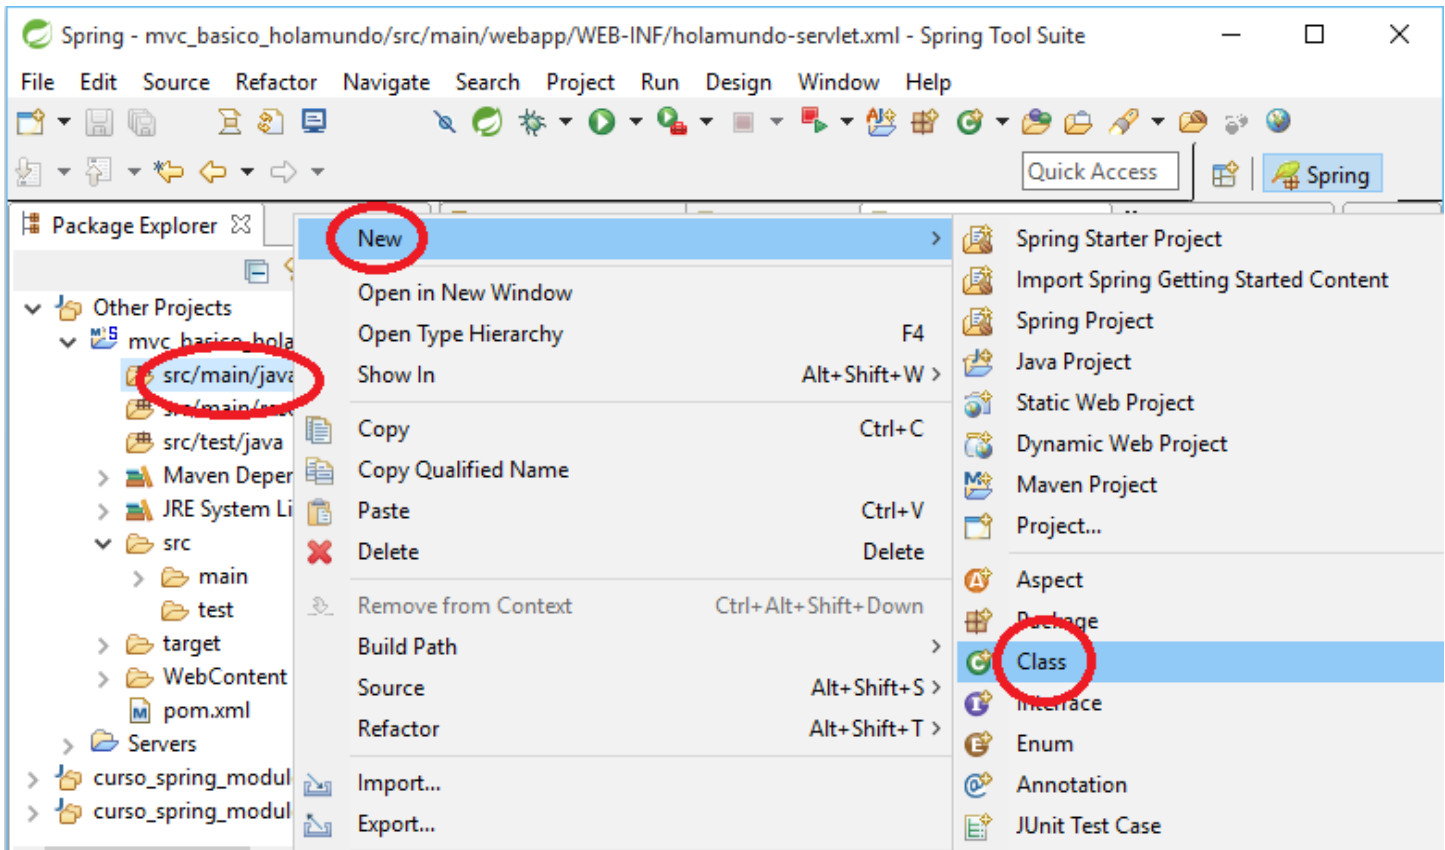 Spring - mvc_basico_holamundo/src/main/webapp/WEB-INF/holamundo-servlet.xml - Spring Tool Suite
File Edit Source Refactor Navigate Search Project Run Design Window Help
Quick Access
Spring
Package Explorer
Other Projects
mvc_basico_hola
src/main/java
src/main/reso
src/test/java
Maven Deper
JRE System Li
src
main
test
target
WebContent
pom.xml
Servers
curso_spring_modul
curso_spring_modul
New
Open in New Window
Open Type Hierarchy F4
Show In Alt+Shift+W >
Copy Ctrl+C
Copy Qualified Name
Paste Ctrl+V
Delete Delete
Remove from Context Ctrl+Alt+Shift+Down
Build Path >
Source Alt+Shift+S >
Refactor Alt+Shift+T >
Import...
Export...
Spring Starter Project
Import Spring Getting Started Content
Spring Project
Java Project
Static Web Project
Dynamic Web Project
Maven Project
Project...
Aspect
Package
Class
Interface
Enum
Annotation
JUnit Test Case